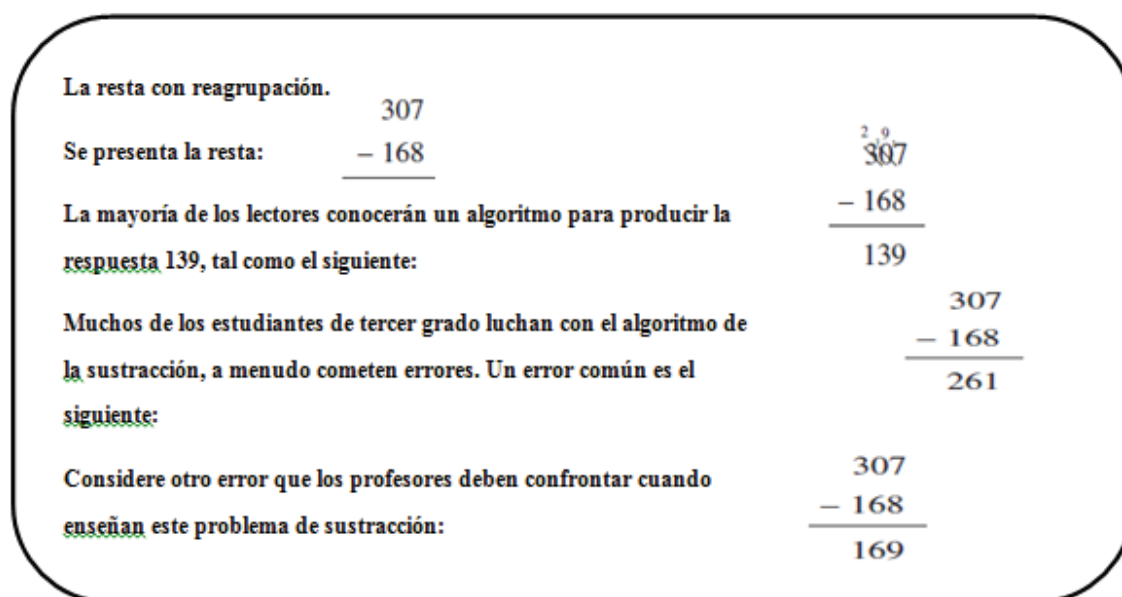 La resta con reagrupación.
307
Se presenta la resta:
– 168
2 9
307
– 168
139
La mayoría de los lectores conocerán un algoritmo para producir la
respuesta 139, tal como el siguiente:
Muchos de los estudiantes de tercer grado luchan con el algoritmo de
la sustracción, a menudo cometen errores. Un error común es el
siguiente:
307
– 168
261
Considere otro error que los profesores deben confrontar cuando
enseñan este problema de sustracción:
307
– 168
169